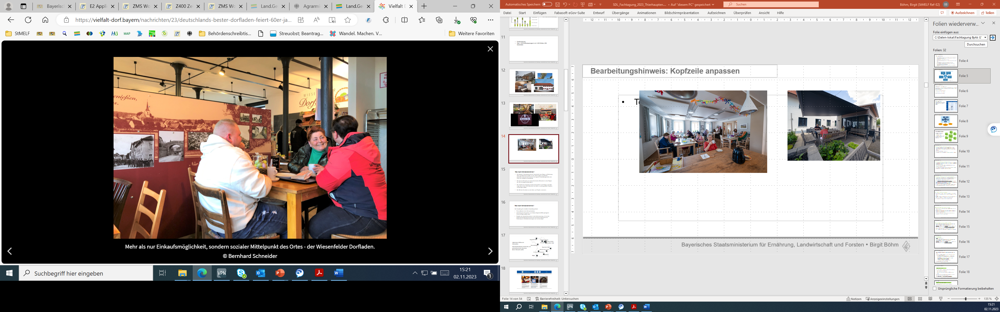 Bayerisch
E2 Appli
ZMS Wo
Z400 Ze
ZMS Wo
Land.Ge
Agrarmi
Land.Ge
Vielfalt D
https://vielfalt-dorf.bayern/nachrichten/23/deutschlands-bester-dorfladen-feiert-60er-ja...
StMELF
MAP
Behördenschreibtis...
Streuobst; Beantrag...
Wandel. Machen. V...
Weitere Favoriten
Mehr als nur Einkaufsmöglichkeit, sondern sozialer Mittelpunkt des Ortes - der Wiesenfelder Dorfladen.
© Bernhard Schneider
Suchbegriff hier eingeben
VPN
15:21
02.11.2023
1
Automatisches Speichern
SDL_Fachtagung_2023_Thierhaupten.... • Auf "diesem PC" gespeichert
Suchen
Böhm, Birgit (StMELF Ref-E2)
BB
Datei
Start
Einfügen
Fabasoft eGov-Suite
Entwurf
Übergänge
Animationen
Bildschirmpräsentation
Aufzeichnen
Überprüfen
Ansicht
Hilfe
Aufzeichnen
Teilen
11
12
13
14
15
16
17
18
Bearbeitungshinweis: Kopfzeile anpassen
• Te
Bayerisches Staatsministerium für Ernährung, Landwirtschaft und Forsten • Birgit Böhm
Folien wiederverw...
Folie einfügen aus:
C:\Daten-lokal\Fachtagung ByAk G
Durchsuchen
Folien: 32
Folie 4
Folie 5
Folie 6
Folie 7
Folie 8
Folie 9
Folie 10
Folie 11
Folie 12
Folie 13
Folie 14
Folie 15
Folie 16
Folie 17
Folie 18
Ursprüngliche Formatierung beibehalten
Folie 14 von 54
Barrierefreiheit: Untersuchen
Notizen
Anzeigeeinstellungen
135 %
VPN
15:21
02.11.2023